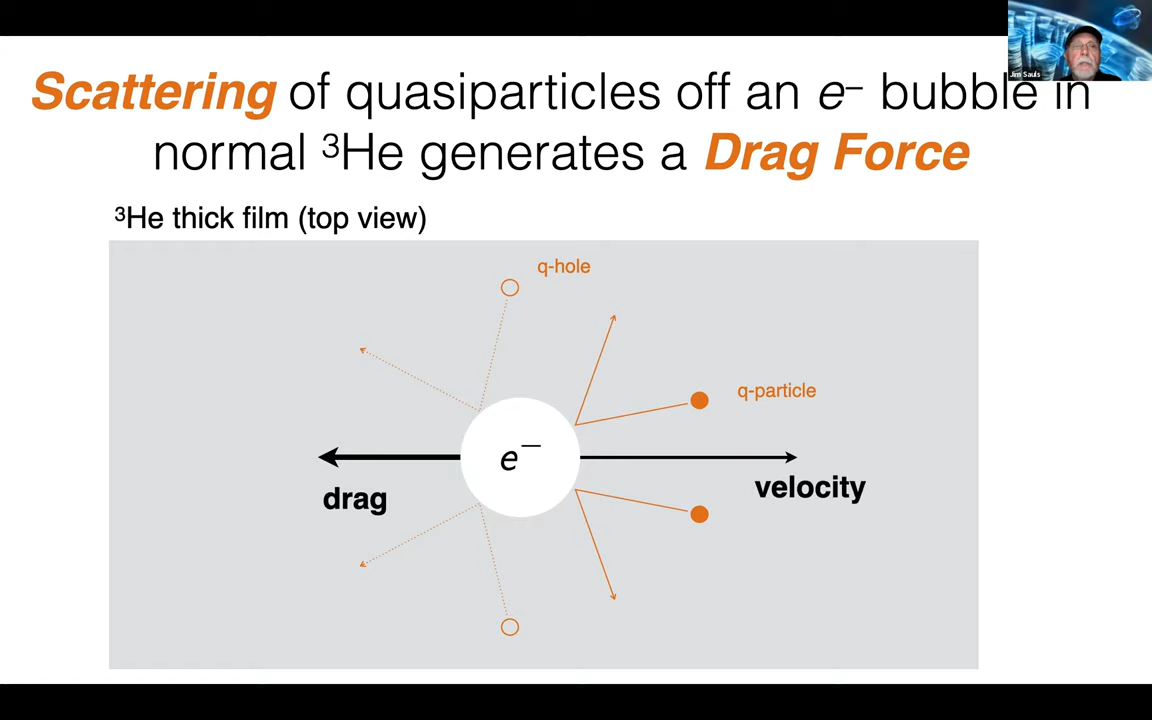 Jim Sauls
Scattering of quasiparticles off an e⁻ bubble in
normal ³He generates a Drag Force
³He thick film (top view)
q-hole
q-particle
e⁻
velocity
drag